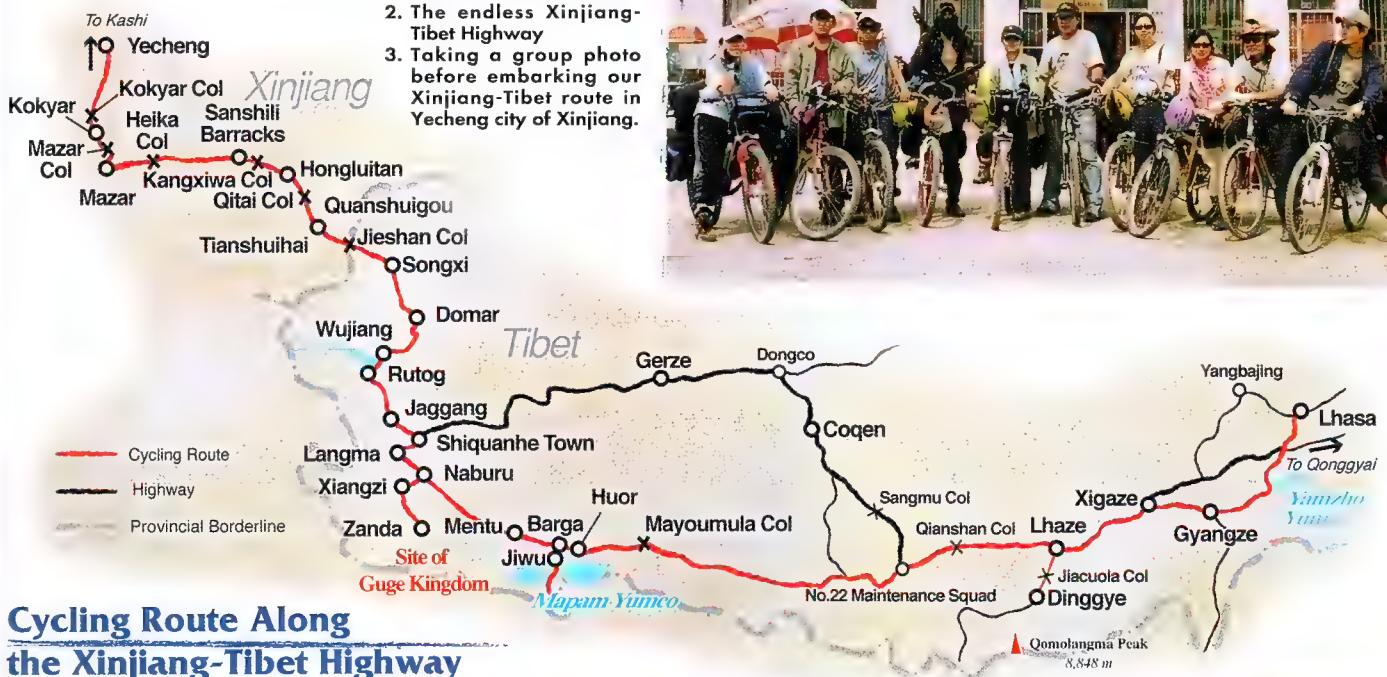 2. The endless Xinjiang-
Tibet Highway
3. Taking a group photo
before embarking our
Xinjiang-Tibet route in
Yecheng city of Xinjiang.
To Kashi
Yecheng
Xinjiang
Kokyar
Kokyar Col
Heika
Col
Sanshili
Barracks
Mazar
Col
Mazar
Kangxiwa Col
Hongluitan
Qitai Col
Quanshuigou
Tianshuihai
Jieshan Col
Songxi
Domar
Wujiang
Tibet
Rutog
Gerze
Dongco
Yangbajing
Jaggang
Lhasa
Shiquanhe Town
Coqen
Langma
Cycling Route
To Qonggyai
Naburu
Highway
Xiangzi
Huor
Sangmu Col
Xigaze
Yamzho
Yum
Provincial Borderline
Zanda
Mentu
Barga
Mayoumula Col
Qianshan Col
Lhaze
Gyangze
Site of
Guge Kingdom
Jiwu
Jiacuola Col
Mapam Yumco
No.22 Maintenance Squad
Dinggye
Qomolangma Peak
8,848 m
Cycling Route Along
the Xinjiang-Tibet Highway